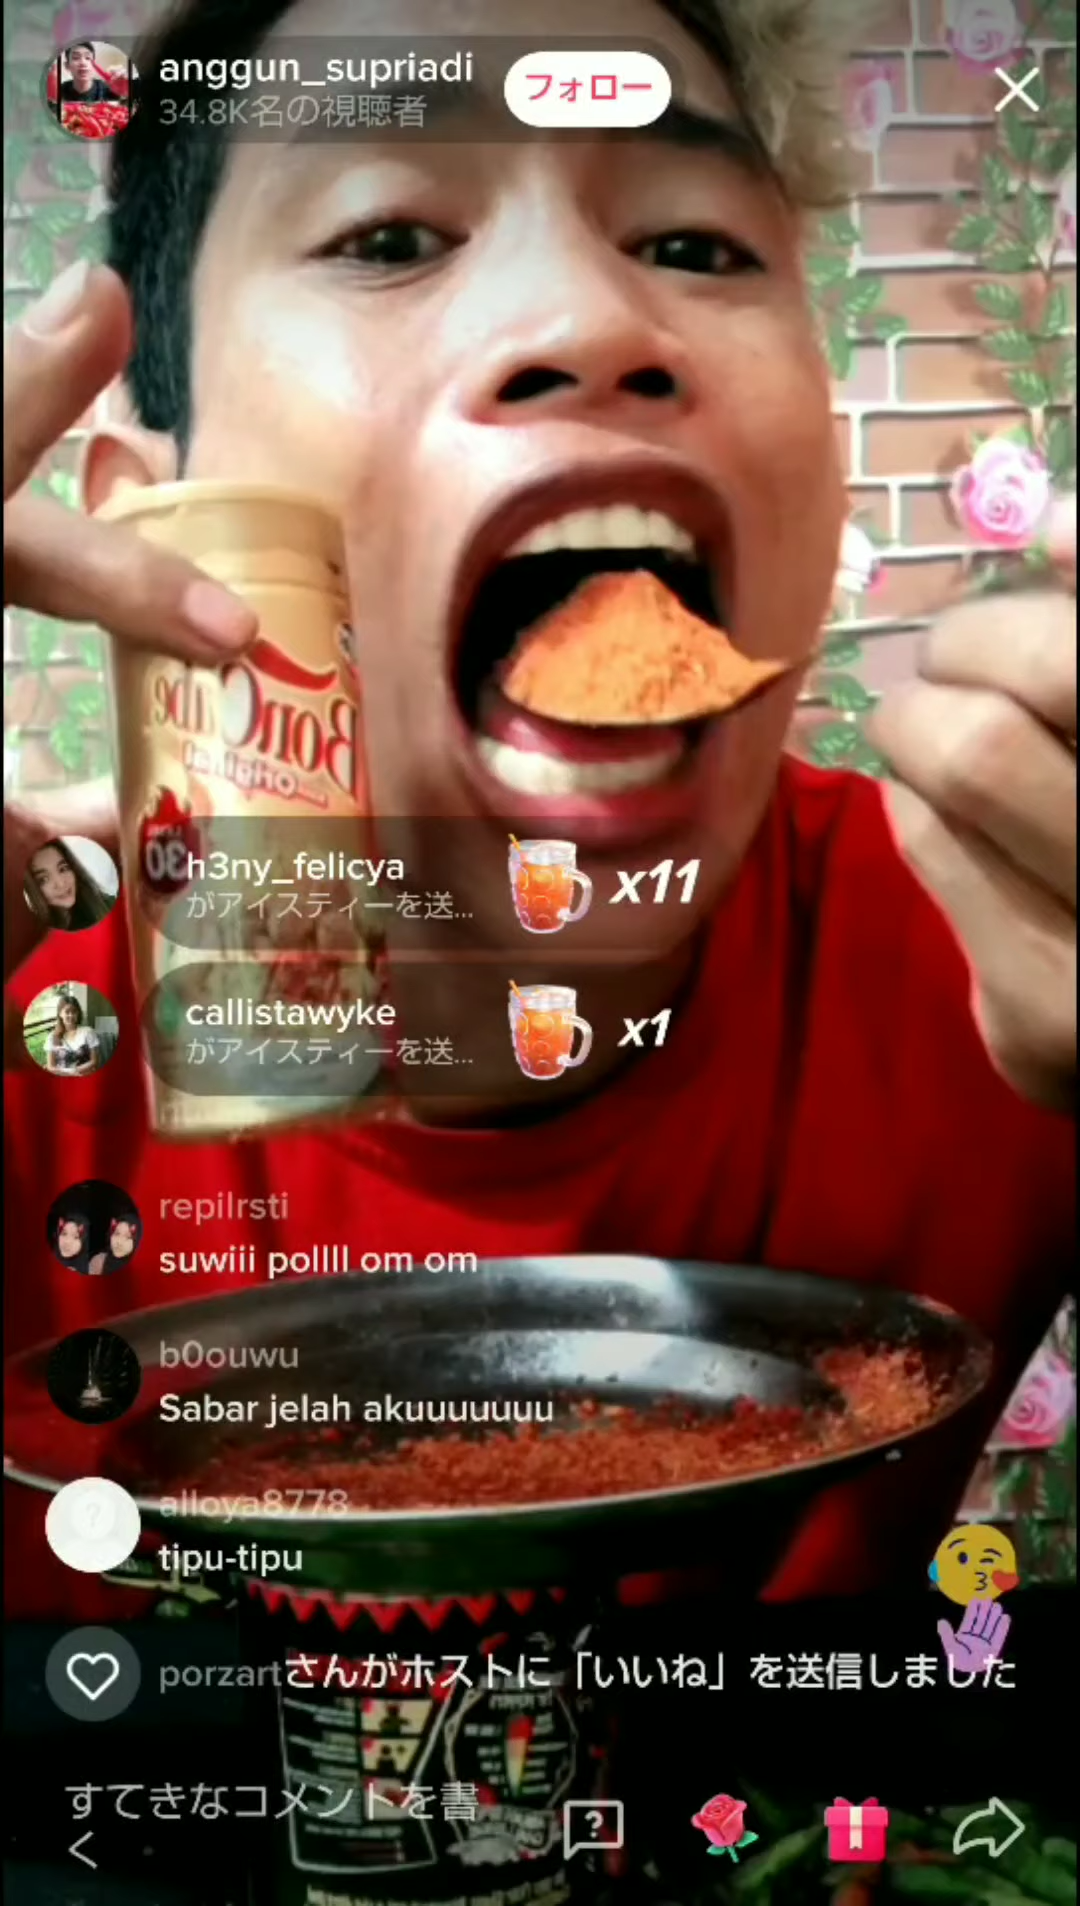 anggun_supriadi
フォロー
34.8K名の視聴者
BonCabe
30
h3ny_felicya
がアイスティーを送...
x11
callistawyke
がアイスティーを送...
x1
repilrsti
suwiii pollll om om
b0ouwu
Sabar jelah akuuuuuuu
alloya8778
tipu-tipu
porzartさんがホストに「いいね」を送信しました
すてきなコメントを書